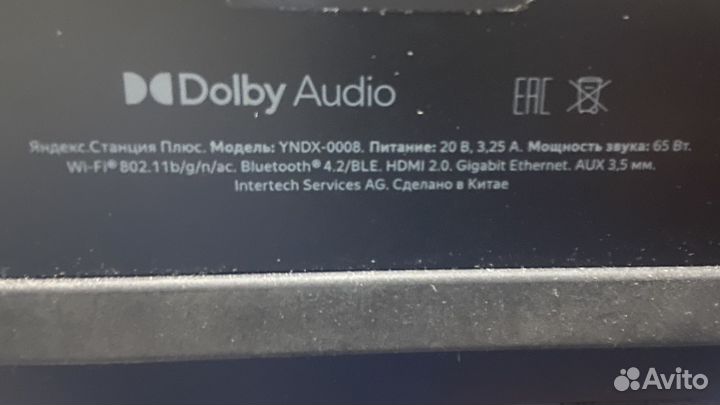 Dolby Audio
EAC
Яндекс.Станция Плюс. Модель: YNDX-0008. Питание: 20 В, 3,25 А. Мощность звука: 65 Вт.
Wi-Fi® 802.11b/g/n/ac. Bluetooth® 4.2/BLE. HDMI 2.0. Gigabit Ethernet. AUX 3,5 мм.
Intertech Services AG. Сделано в Китае
Avito